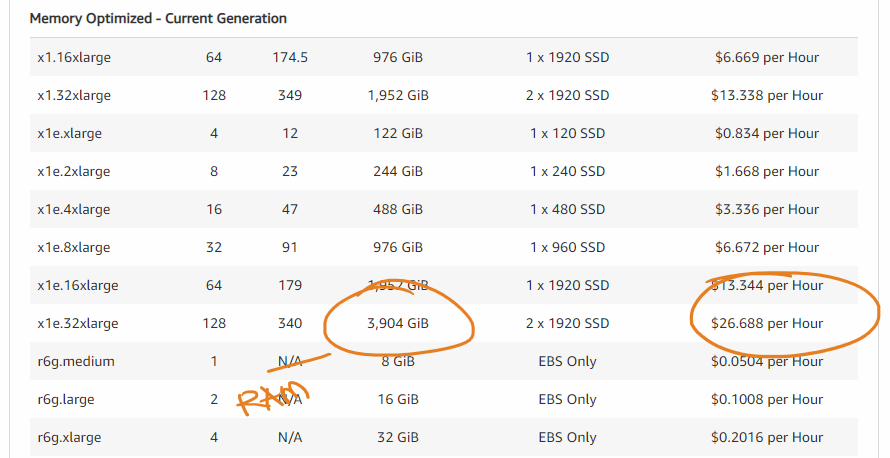 Memory Optimized - Current Generation
x1.16xlarge 64 174.5 976 GiB 1 x 1920 SSD $6.669 per Hour
x1.32xlarge 128 349 1,952 GiB 2 x 1920 SSD $13.338 per Hour
x1e.xlarge 4 12 122 GiB 1 x 120 SSD $0.834 per Hour
x1e.2xlarge 8 23 244 GiB 1 x 240 SSD $1.668 per Hour
x1e.4xlarge 16 47 488 GiB 1 x 480 SSD $3.336 per Hour
x1e.8xlarge 32 91 976 GiB 1 x 960 SSD $6.672 per Hour
x1e.16xlarge 64 179 1,952 GiB 1 x 1920 SSD $13.344 per Hour
x1e.32xlarge 128 340 3,904 GiB 2 x 1920 SSD $26.688 per Hour
r6g.medium 1 N/A 8 GiB EBS Only $0.0504 per Hour
r6g.large 2 N/A 16 GiB EBS Only $0.1008 per Hour
RAM
r6g.xlarge 4 N/A 32 GiB EBS Only $0.2016 per Hour